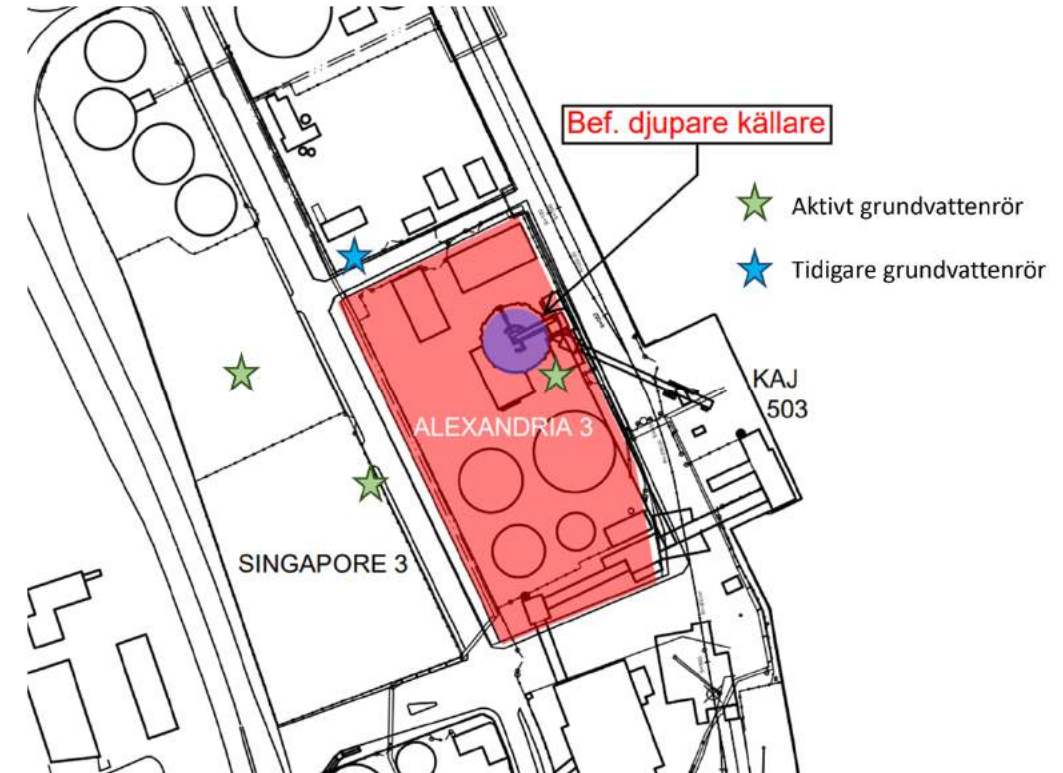 Bef. djupare källare
Aktivt grundvattenrör
Tidigare grundvattenrör
KAJ
503
ALEXANDRIA 3
SINGAPORE 3